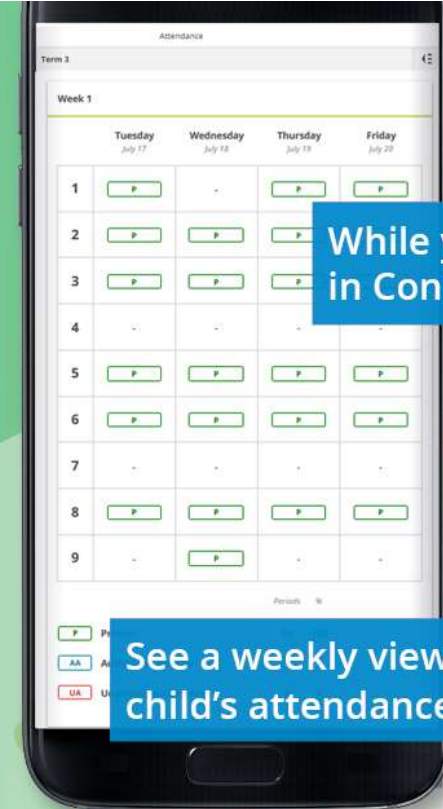 Attendance
Term 3
Week 1
Tuesday Wednesday Thursday Friday
July 17 July 18 July 19 July 20
1 P - P P
2 P P P
While
in Con
3 P P P
4 - - -
5 P P P P
6 P P P P
7 - - - -
8 P P P P
9 - P - -
Periods %
P
AA
UA
See a weekly view
child's attendance